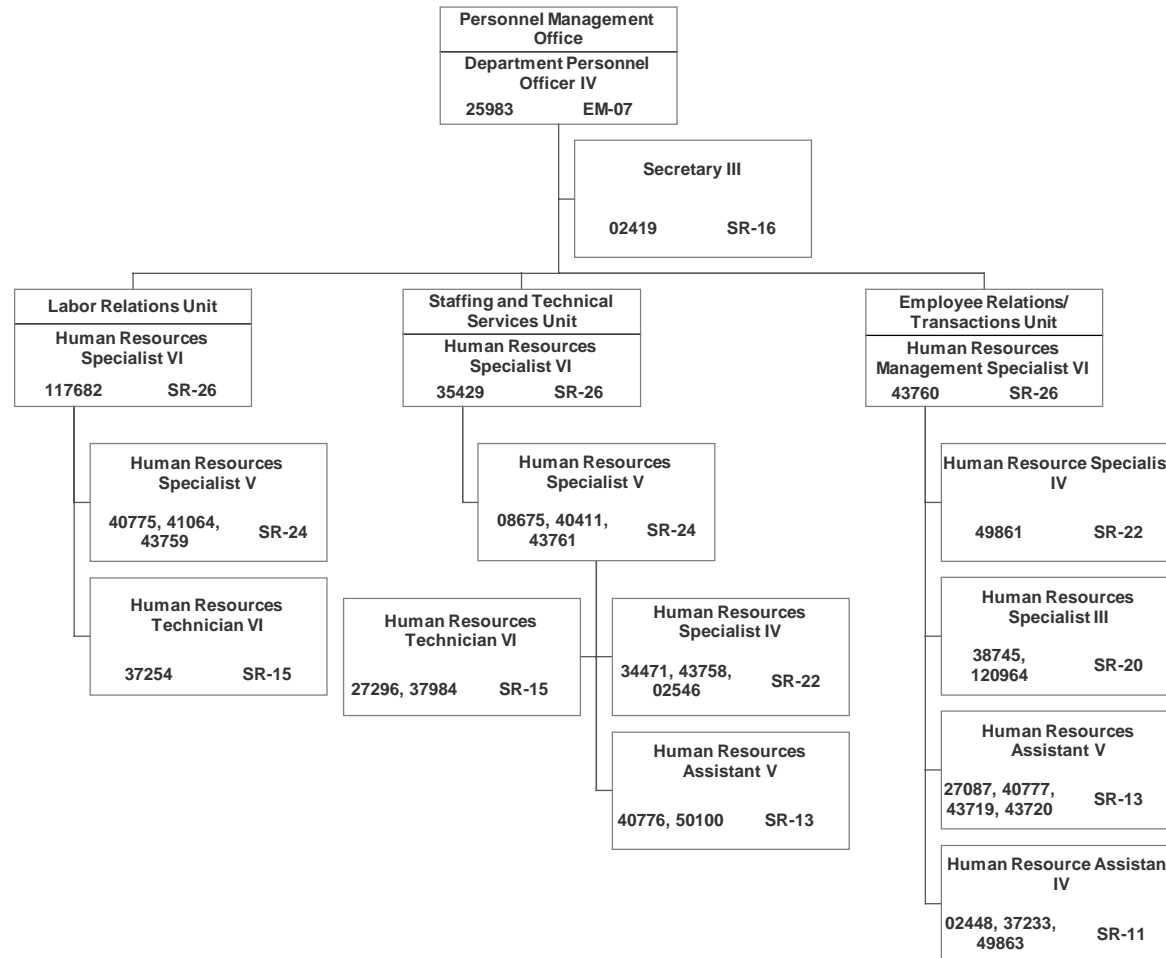 Personnel Management
Office
Department Personnel
Officer IV
25983 EM-07
Secretary III
02419 SR-16
Labor Relations Unit
Human Resources
Specialist VI
117682 SR-26
Staffing and Technical
Services Unit
Human Resources
Specialist VI
35429 SR-26
Employee Relations/
Transactions Unit
Human Resources
Management Specialist VI
43760 SR-26
Human Resources
Specialist V
40775, 41064,
43759 SR-24
Human Resources
Technician VI
37254 SR-15
Human Resources
Specialist V
08675, 40411,
43761 SR-24
Human Resources
Technician VI
27296, 37984 SR-15
Human Resources
Specialist IV
34471, 43758,
02546 SR-22
Human Resources
Assistant V
40776, 50100 SR-13
Human Resource Specialis
IV
49861 SR-22
Human Resources
Specialist III
38745,
120964 SR-20
Human Resources
Assistant V
27087, 40777,
43719, 43720 SR-13
Human Resource Assistan
IV
02448, 37233,
49863 SR-11